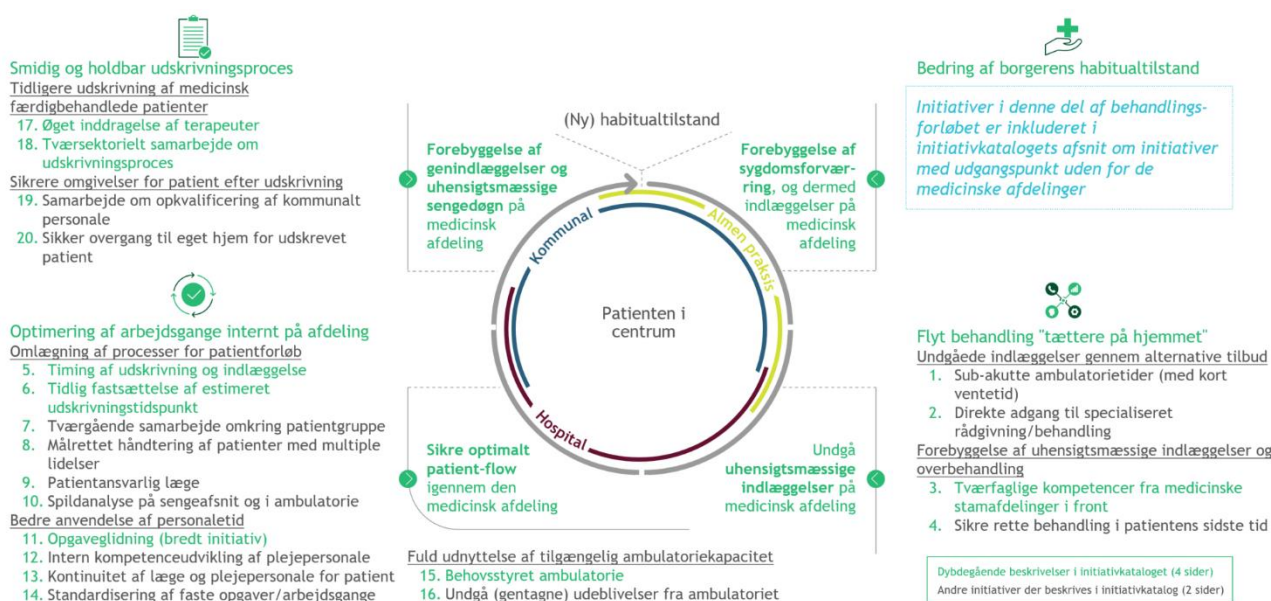 Smidig og holdbar udskrivningsproces
Tidligere udskrivning af medicinsk
færdigbehandlede patienter
17. Øget inddragelse af terapeuter
18. Tværsektorielt samarbejde om
udskrivningsproces
Sikrere omgivelser for patient efter udskrivning
19. Samarbejde om opkvalificering af kommunalt
personale
20. Sikker overgang til eget hjem for udskrevet
patient
Optimering af arbejdsgange internt på afdeling
Omlægning af processer for patientforløb
5. Timing af udskrivning og indlæggelse
6. Tidlig fastsættelse af estimeret
udskrivningstidspunkt
7. Tværgående samarbejde omkring patientgruppe
8. Målrettet håndtering af patienter med multiple
lidelser
9. Patientansvarlig læge
10. Spildanalyse på sengeafsnit og i ambulatorie
Bedre anvendelse af personaletid
11. Opgaveglidning (bredt initiativ)
12. Intern kompetenceudvikling af plejepersonale
13. Kontinuitet af læge og plejepersonale for patient
14. Standardisering af faste opgaver/arbejdsgange
(Ny) habitualtilstand
Forebyggelse af
genindlæggelser og
uhensigtsmæssige
sengedøgn på
medicinsk
afdeling
Forebyggelse af
sygdomsforvær-
ring, og dermed
indlæggelser på
medicinsk
afdeling
Kommunal
Almen praksis
Patienten i
centrum
Hospital
Sikre optimalt
patient-flow
igennem den
medicinsk afdeling
Undgå
uhensigtsmæssige
indlæggelser på
medicinsk afdeling
Fuld udnyttelse af tilgængelig ambulatoriekapacitet
15. Behovsstyret ambulatorie
16. Undgå (gentagne) udeblivelser fra ambulatoriet
Bedring af borgerens habitualtilstand
Initiativer i denne del af behandlings-
forløbet er inkluderet i
initiativkatalogets afsnit om initiativer
med udgangspunkt uden for de
medicinske afdelinger
Flyt behandling "tættere på hjemmet"
Undgåede indlæggelser gennem alternative tilbud
1. Sub-akutte ambulatorietider (med kort
ventetid)
2. Direkte adgang til specialiseret
rådgivning/behandling
Forebyggelse af uhensigtsmæssige indlæggelser og
overbehandling
3. Tværfaglige kompetencer fra medicinske
stamafdelinger i front
4. Sikre rette behandling i patientens sidste tid
Dybdegående beskrivelser i initiativkataloget (4 sider)
Andre initiativer der beskrives i initiativkatalog (2 sider)